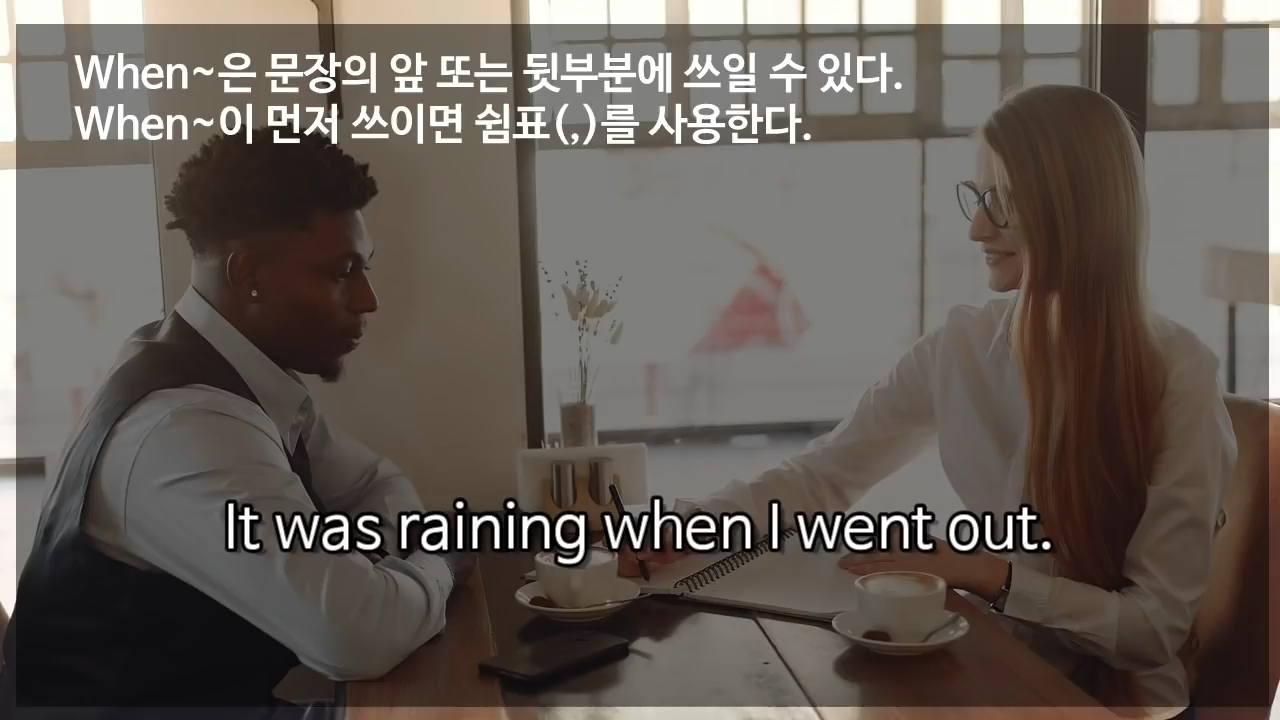 When~은 문장의 앞 또는 뒷부분에 쓰일 수 있다.
When~이 먼저 쓰이면 쉼표(,)를 사용한다.
It was raining when I went out.